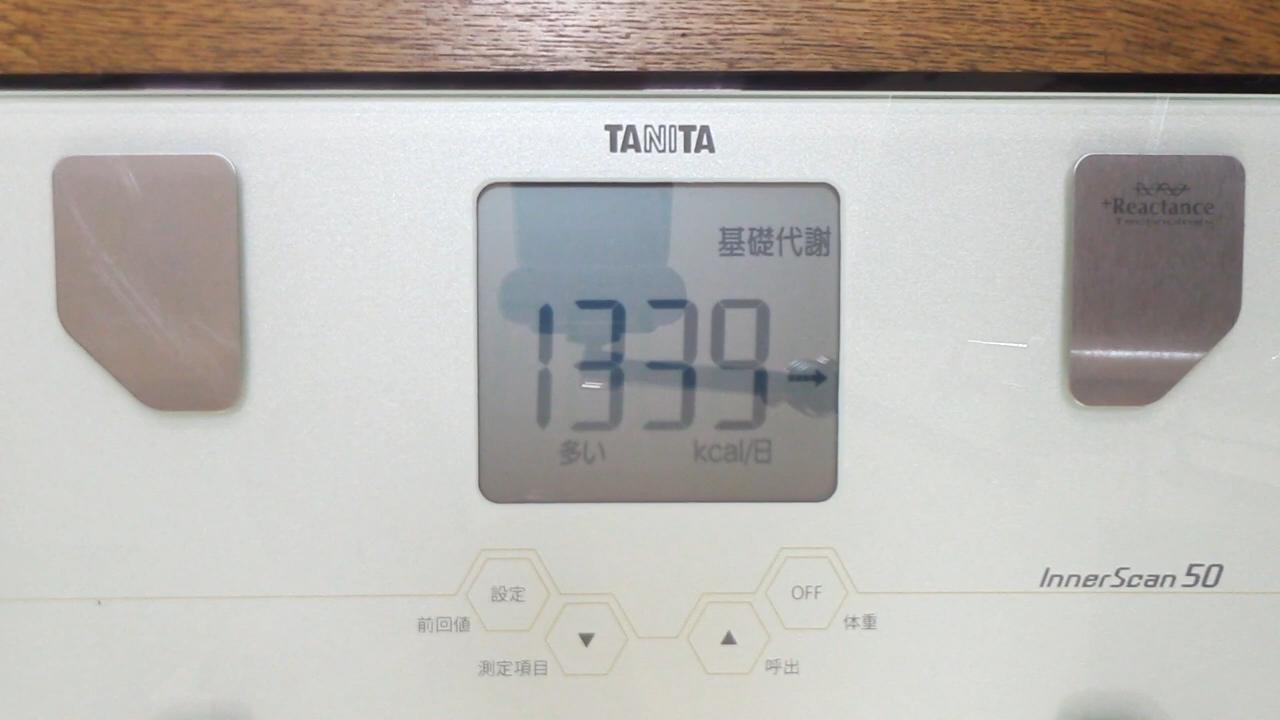 TANITA
+Reactance
Technology
基礎代謝
1339 →
多い kcal/日
InnerScan 50
設定 OFF
前回値 ▼ ▲ 体重
測定項目 呼出